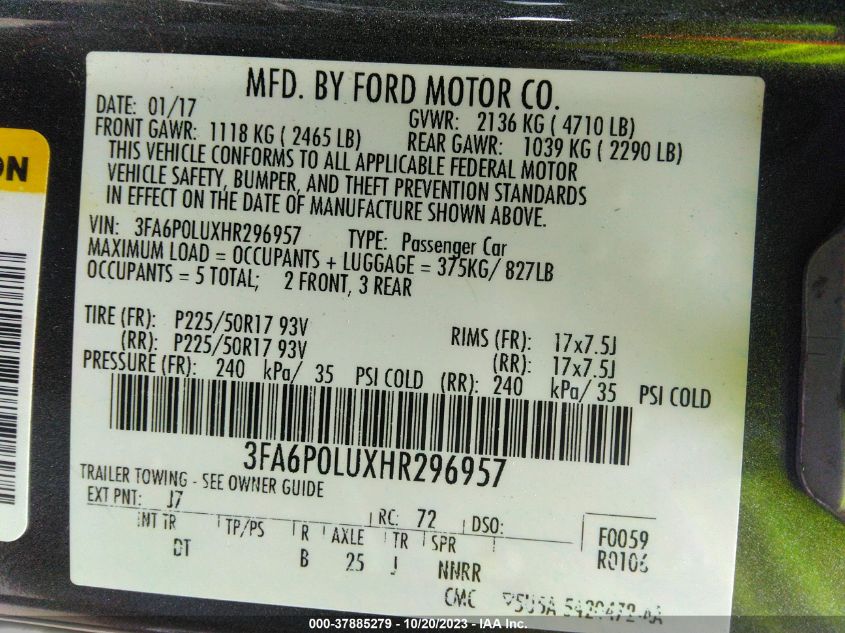 ON
MFD. BY FORD MOTOR CO.
DATE: 01/17 GVWR: 2136 KG ( 4710 LB)
FRONT GAWR: 1118 KG ( 2465 LB) REAR GAWR: 1039 KG ( 2290 LB)
THIS VEHICLE CONFORMS TO ALL APPLICABLE FEDERAL MOTOR
VEHICLE SAFETY, BUMPER, AND THEFT PREVENTION STANDARDS
IN EFFECT ON THE DATE OF MANUFACTURE SHOWN ABOVE.
VIN: 3FA6P0LUXHR296957 TYPE: Passenger Car
MAXIMUM LOAD = OCCUPANTS + LUGGAGE = 375KG/ 827LB
OCCUPANTS = 5 TOTAL; 2 FRONT, 3 REAR
TIRE (FR): P225/50R17 93V RIMS (FR): 17x7.5J
(RR): P225/50R17 93V (RR): 17x7.5J
PRESSURE (FR): 240 kPa/ 35 PSI COLD (RR): 240 kPa/ 35 PSI COLD
3FA6P0LUXHR296957
TRAILER TOWING - SEE OWNER GUIDE
EXT PNT: J7 RC: 72 DSO: F0059
INT TR TP/PS R AXLE TR SPR R0106
DT B 25 J NNRR
CMC
000-37885279 - 10/20/2023 - IAA Inc.